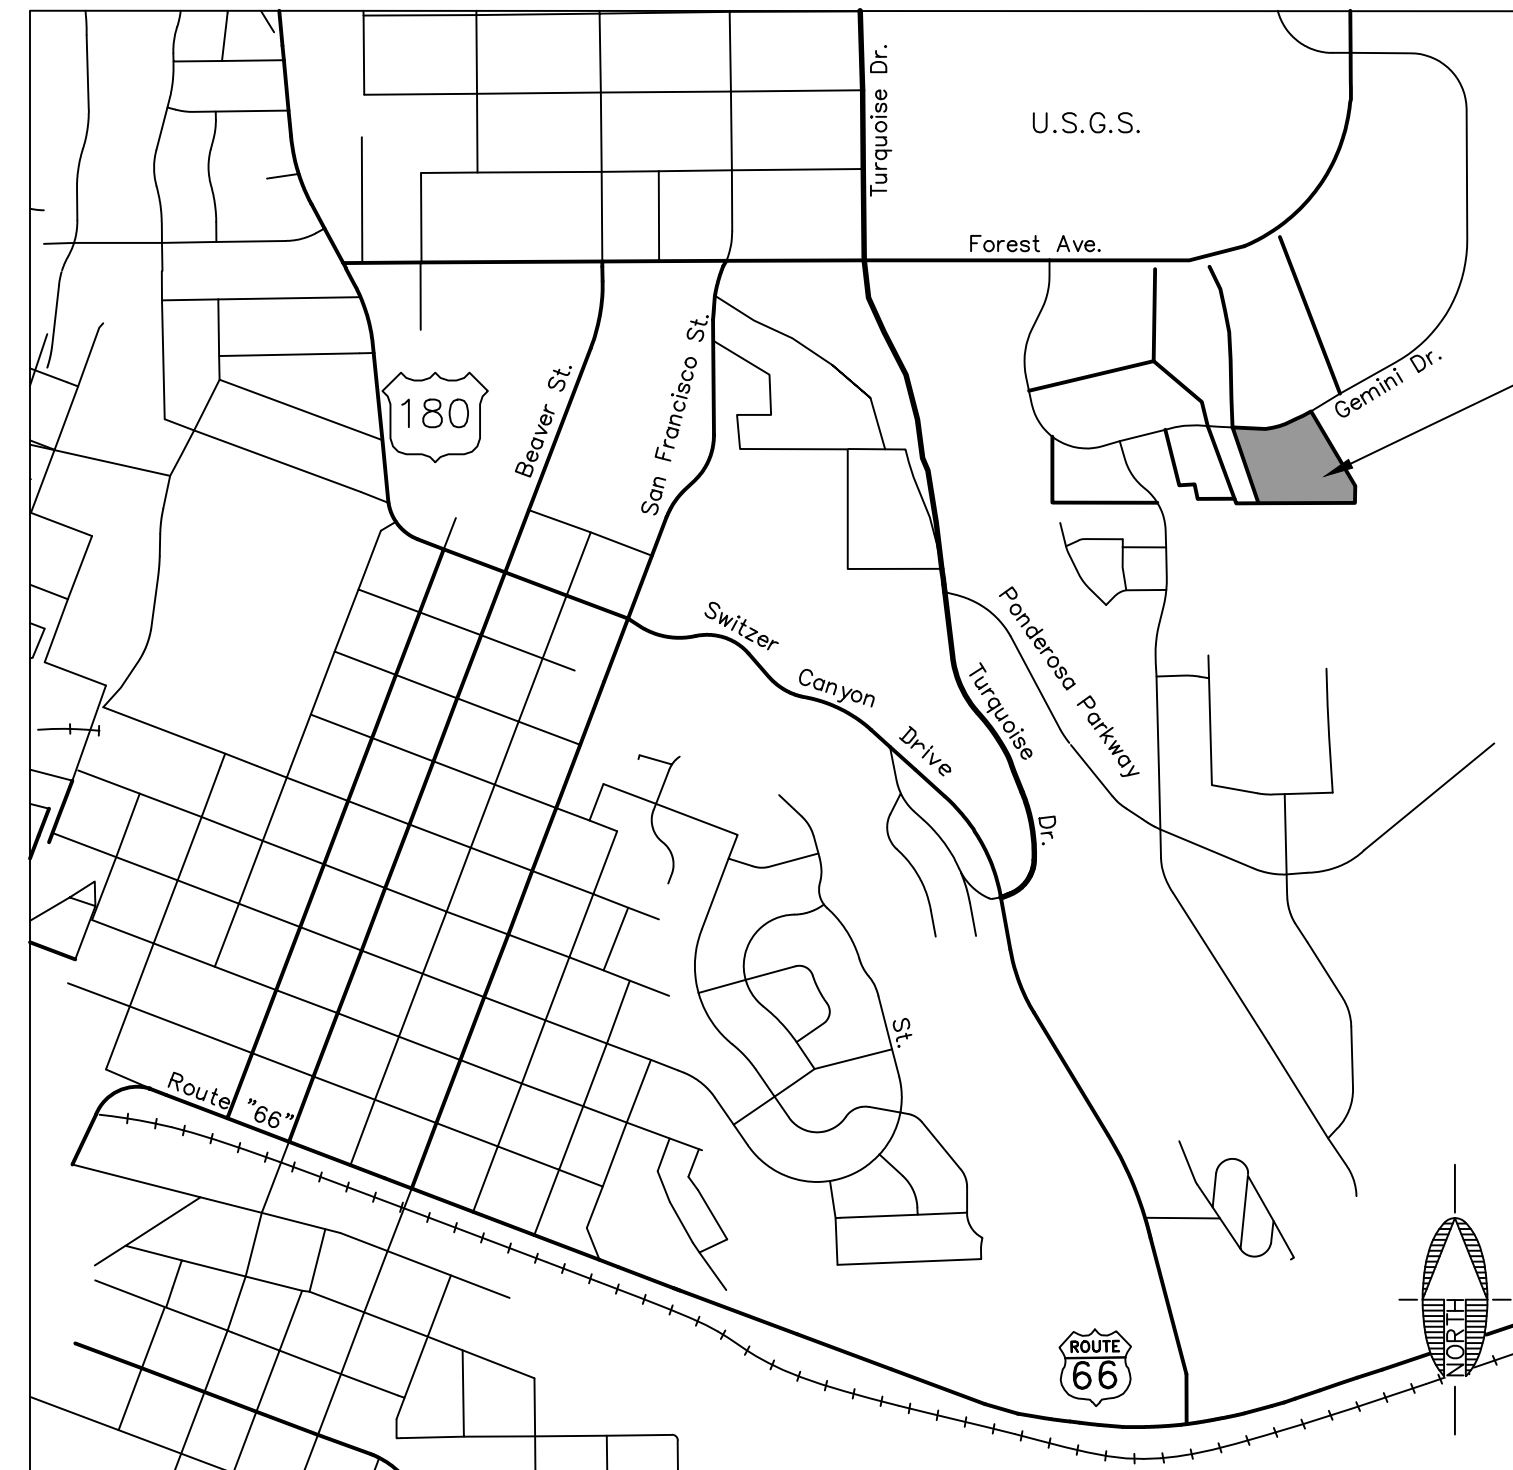 Turquoise Dr.
U.S.G.S.
Forest Ave.
Gemini Dr.
180
Beaver St.
San Francisco St.
Switzer
Canyon
Drive
Turquoise
Dr.
Ponderosa Parkway
St.
Route "66"
ROUTE
66
NORTH